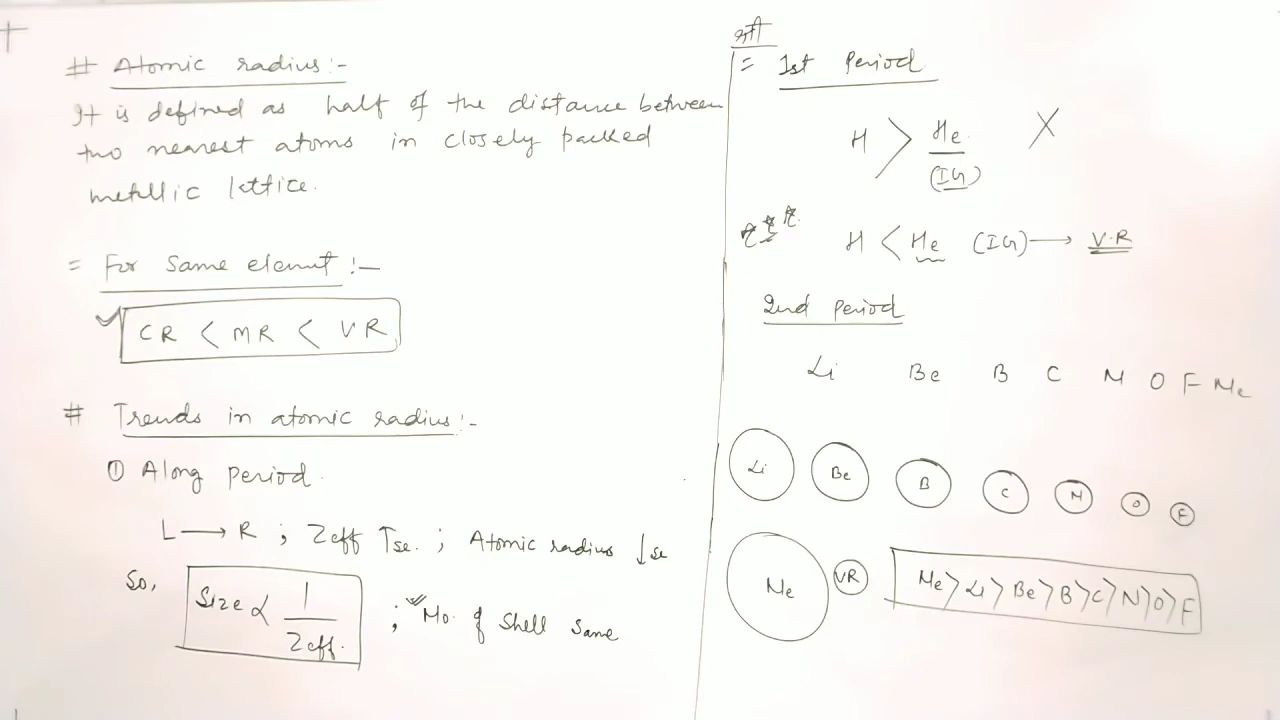 # Atomic radius:-
It is defined as half of the distance between
two nearest atoms in closely packed
metallic lattice.
= For same element :-
CR < MR < VR
# Trends in atomic radius:-
① Along period.
L → R ; Zeff ↑se. ; Atomic radius ↓se
So, Size ∝ 1/Zeff. ; No. of shell same
= 1st Period
H > He X
(IG)
H < He (IG) → V.R
2nd Period
Li Be B C N O F Ne
Li Be B C N O F
Ne VR Ne > Li > Be > B > C > N > O > F